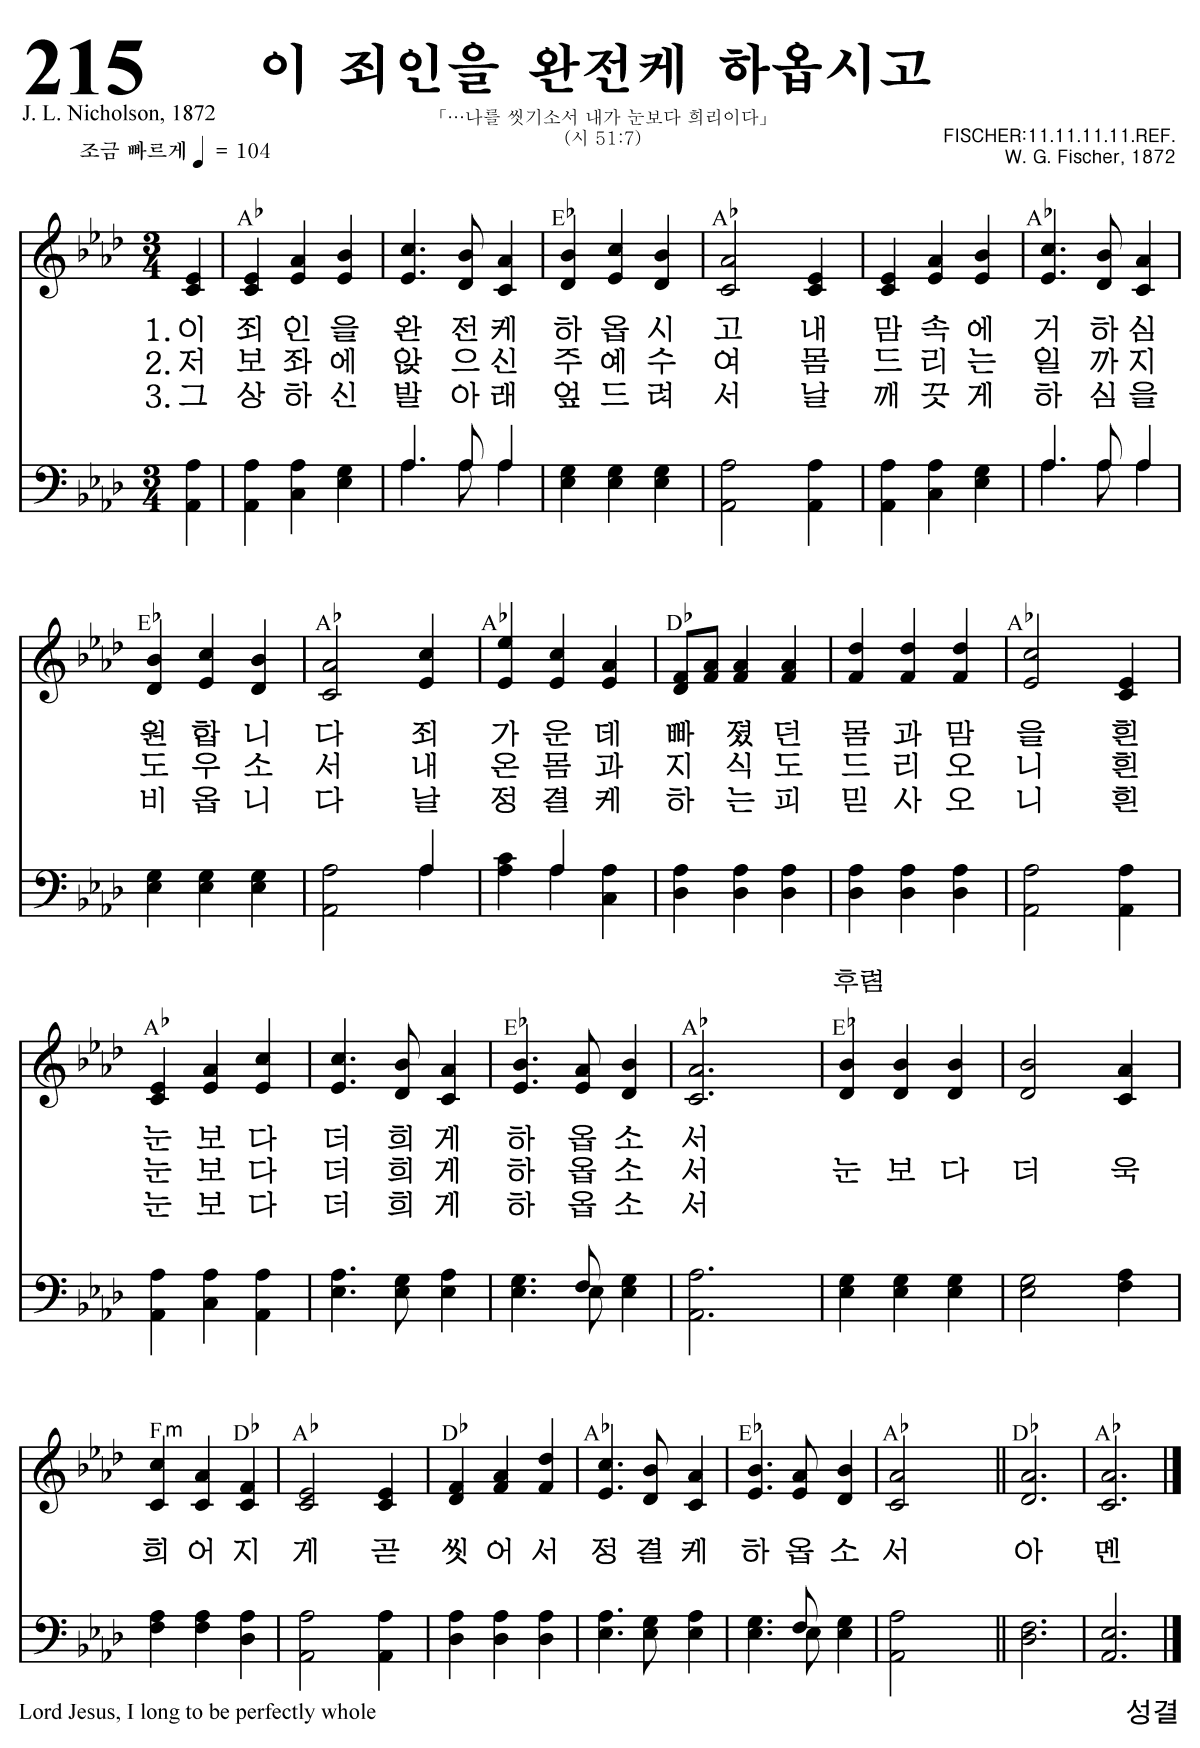 215 이 죄인을 완전케 하옵시고
J. L. Nicholson, 1872
「…나를 씻기소서 내가 눈보다 희리이다」
(시 51:7)
조금 빠르게 ♩ = 104
FISCHER:11.11.11.11.REF.
W. G. Fischer, 1872
A♭ E♭ A♭ A♭
3/4
1. 이 죄 인 을 완 전 케 하 옵 시 고 내 맘 속 에 거 하 심
2. 저 보 좌 에 앉 으 신 주 예 수 여 몸 드 리 는 일 까 지
3. 그 상 하 신 발 아 래 엎 드 려 서 날 깨 끗 게 하 심 을
3/4
E♭ A♭ A♭ D♭ A♭
원 합 니 다 죄 가 운 데 빠 졌 던 몸 과 맘 을 흰
도 우 소 서 내 온 몸 과 지 식 도 드 리 오 니 흰
비 옵 니 다 날 정 결 케 하 는 피 믿 사 오 니 흰
후렴
A♭ E♭ A♭ E♭
눈 보 다 더 희 게 하 옵 소 서
눈 보 다 더 희 게 하 옵 소 서 눈 보 다 더 욱
눈 보 다 더 희 게 하 옵 소 서
Fm D♭ A♭ D♭ A♭ E♭ A♭ D♭ A♭
희 어 지 게 곧 씻 어 서 정 결 케 하 옵 소 서 아 멘
Lord Jesus, I long to be perfectly whole
성결